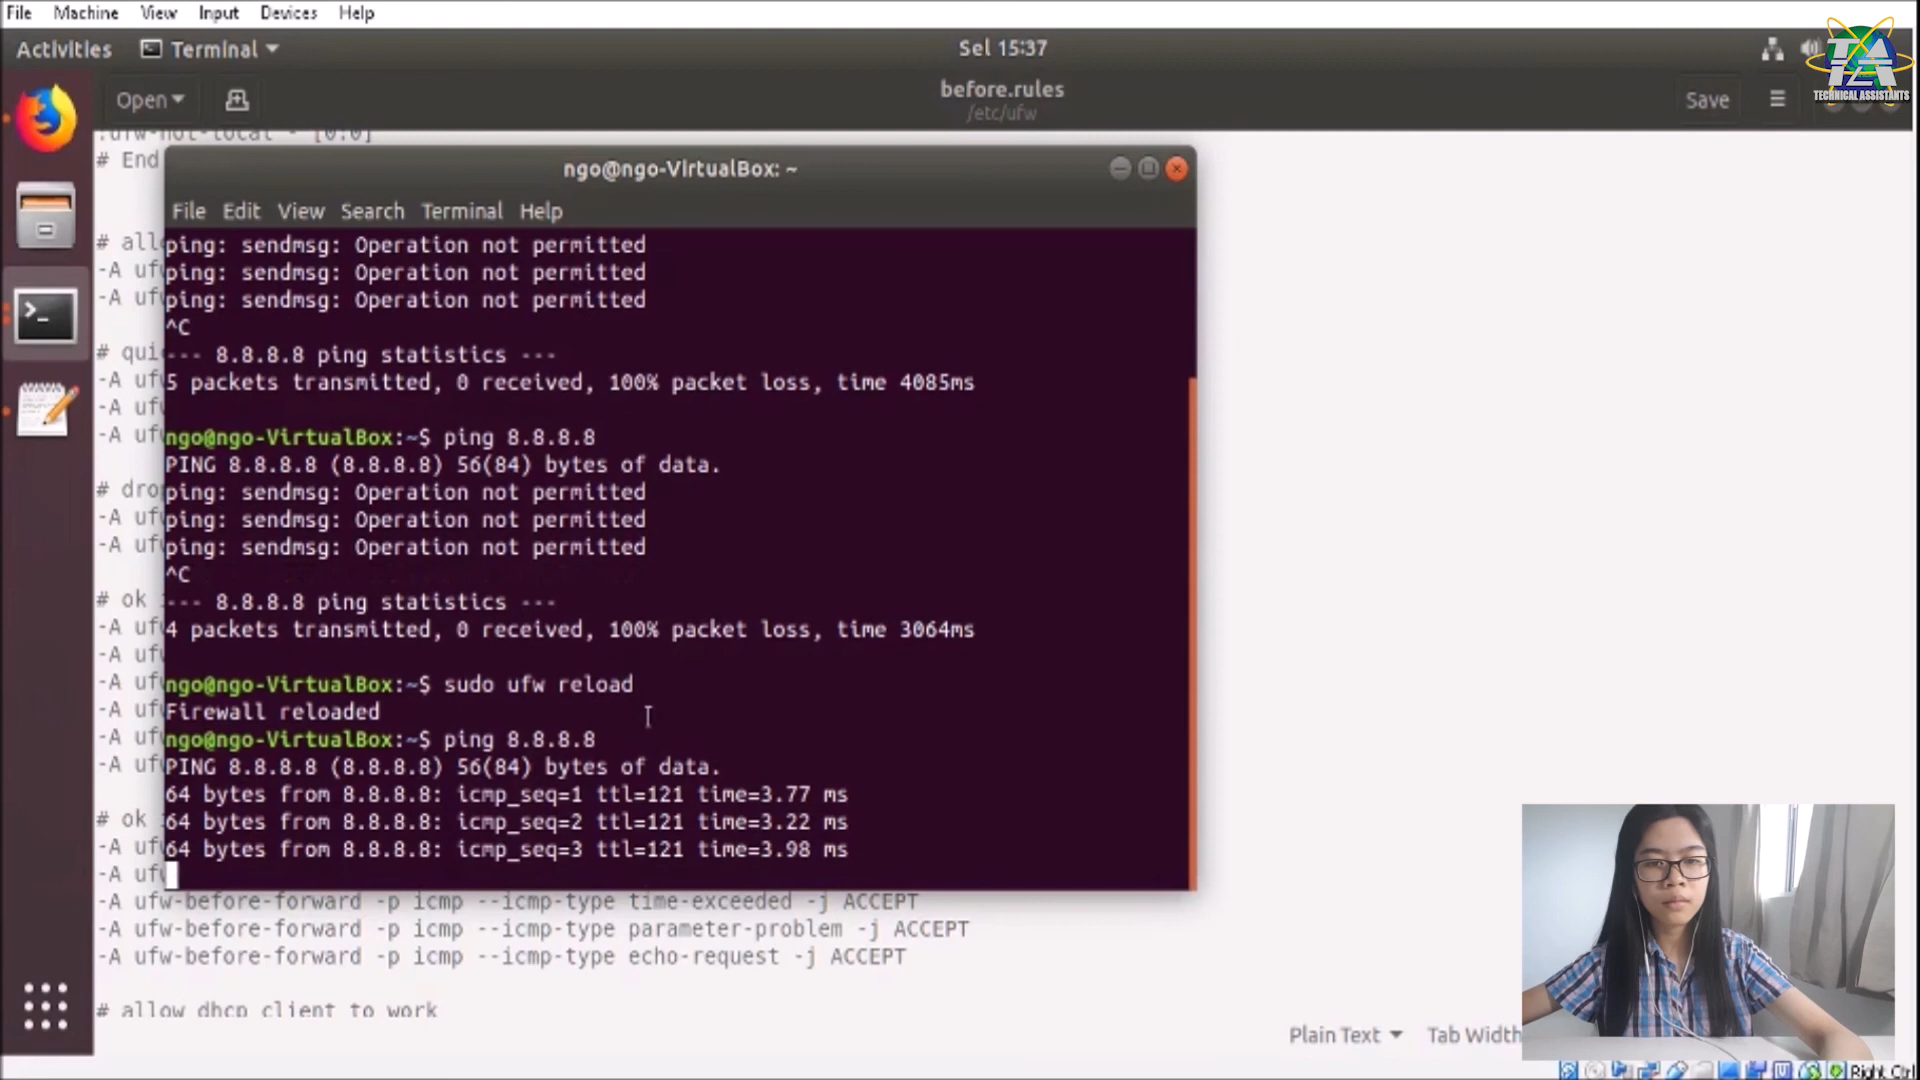 File Machine View Input Devices Help
Activities Terminal Sel 15:37
TA
TECHNICAL ASSISTANTS
Open before.rules Save
/etc/ufw
:ufw-not-local - [0:0]
# End
ngo@ngo-VirtualBox: ~
File Edit View Search Terminal Help
ping: sendmsg: Operation not permitted
ping: sendmsg: Operation not permitted
ping: sendmsg: Operation not permitted
^C
--- 8.8.8.8 ping statistics ---
5 packets transmitted, 0 received, 100% packet loss, time 4085ms
ngo@ngo-VirtualBox:~$ ping 8.8.8.8
PING 8.8.8.8 (8.8.8.8) 56(84) bytes of data.
ping: sendmsg: Operation not permitted
ping: sendmsg: Operation not permitted
ping: sendmsg: Operation not permitted
^C
--- 8.8.8.8 ping statistics ---
4 packets transmitted, 0 received, 100% packet loss, time 3064ms
ngo@ngo-VirtualBox:~$ sudo ufw reload
Firewall reloaded
ngo@ngo-VirtualBox:~$ ping 8.8.8.8
PING 8.8.8.8 (8.8.8.8) 56(84) bytes of data.
64 bytes from 8.8.8.8: icmp_seq=1 ttl=121 time=3.77 ms
64 bytes from 8.8.8.8: icmp_seq=2 ttl=121 time=3.22 ms
64 bytes from 8.8.8.8: icmp_seq=3 ttl=121 time=3.98 ms
-A ufw-before-forward -p icmp --icmp-type time-exceeded -j ACCEPT
-A ufw-before-forward -p icmp --icmp-type parameter-problem -j ACCEPT
-A ufw-before-forward -p icmp --icmp-type echo-request -j ACCEPT
# allow dhcp client to work
Plain Text Tab Width
Right Ctrl